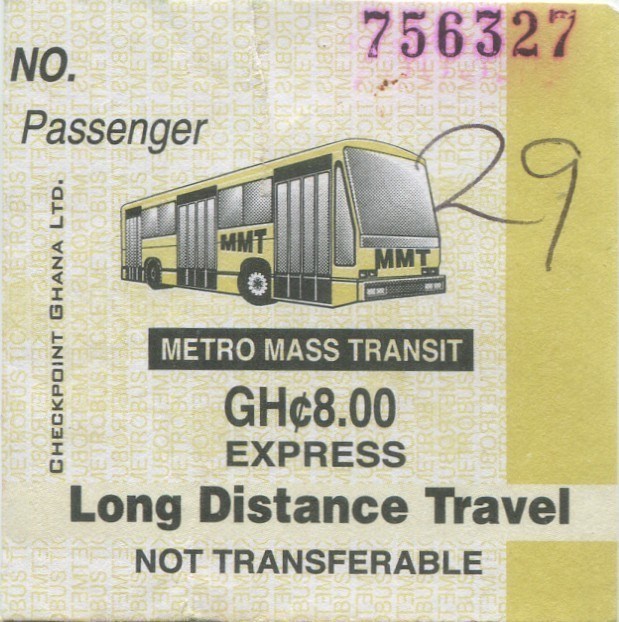 756327
NO.
Passenger
29
CHECKPOINT GHANA LTD.
MMT
MMT
METRO MASS TRANSIT
GH¢8.00
EXPRESS
Long Distance Travel
NOT TRANSFERABLE